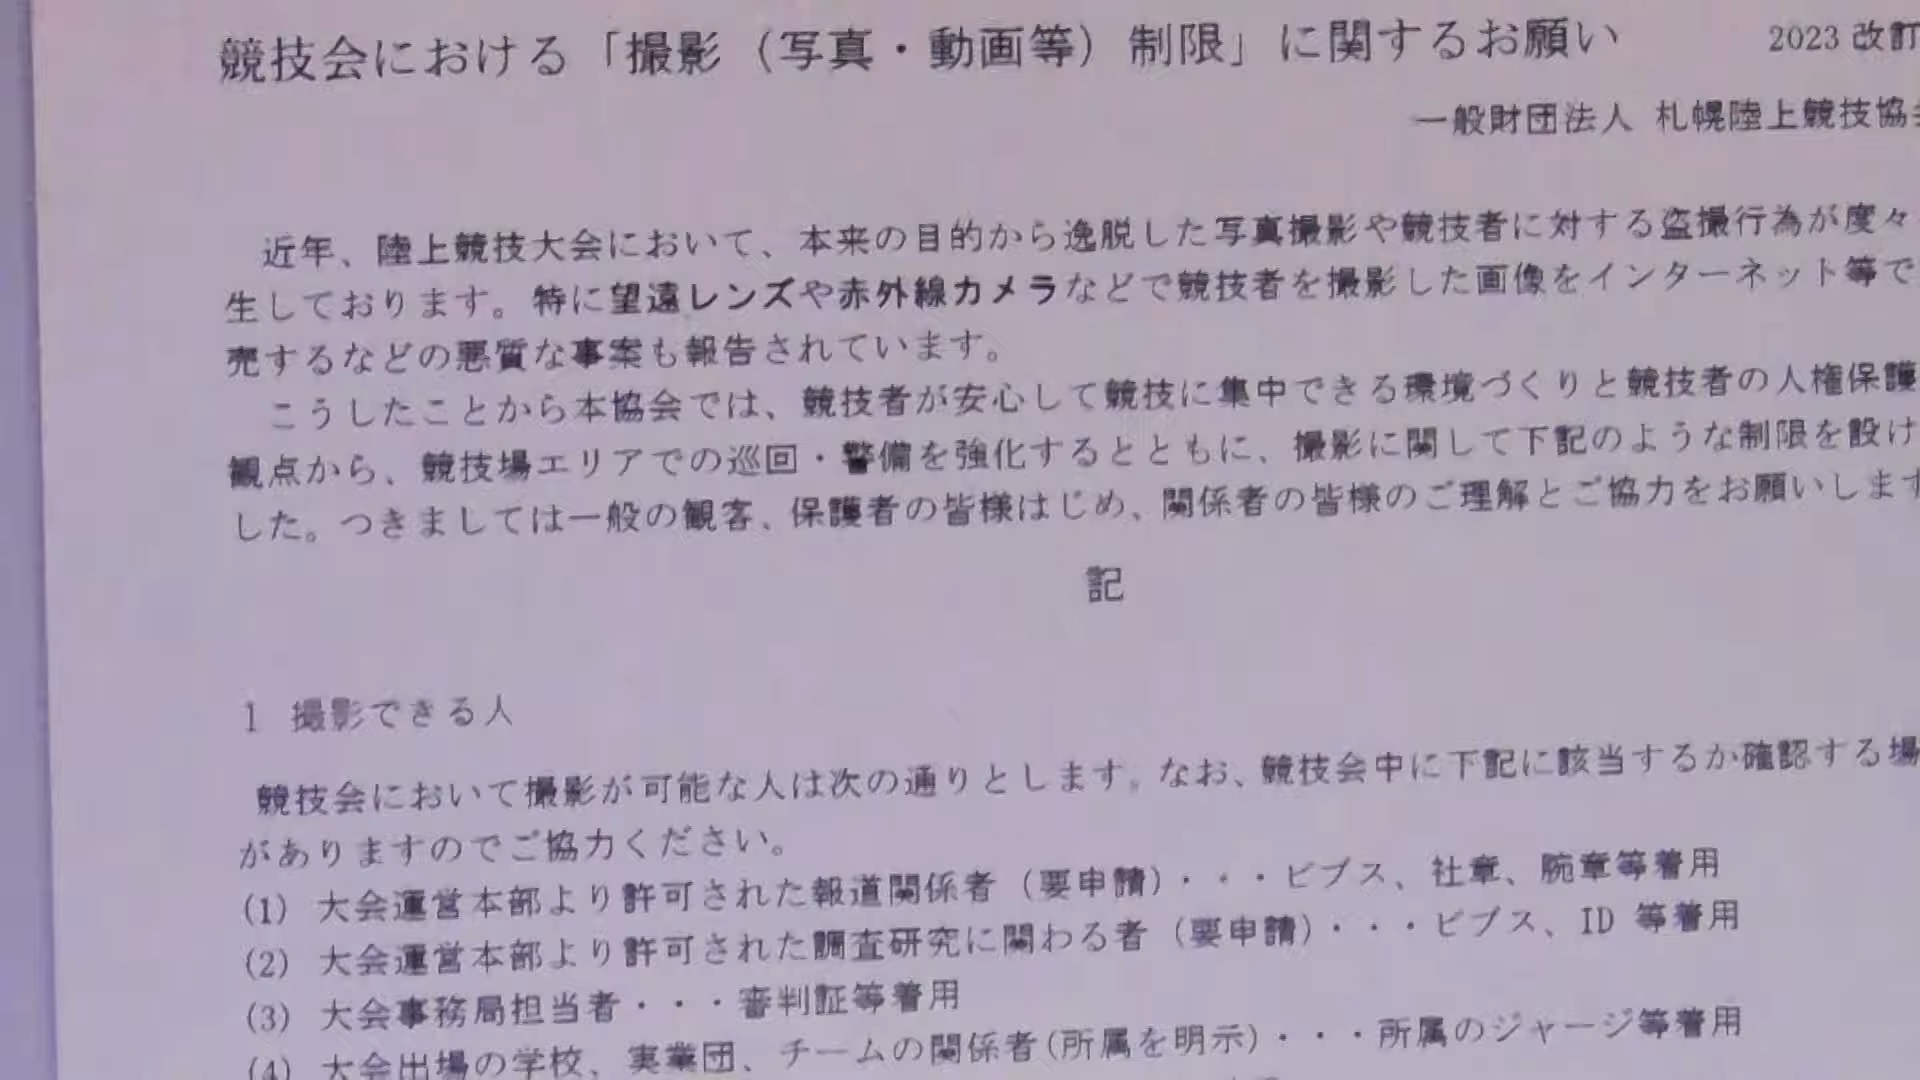 競技会における「撮影（写真・動画等）制限」に関するお願い
2023 改訂
一般財団法人 札幌陸上競技協
近年、陸上競技大会において、本来の目的から逸脱した写真撮影や競技者に対する盗撮行為が度々
生しております。特に望遠レンズや赤外線カメラなどで競技者を撮影した画像をインターネット等で
売するなどの悪質な事案も報告されています。
こうしたことから本協会では、競技者が安心して競技に集中できる環境づくりと競技者の人権保護
観点から、競技場エリアでの巡回・警備を強化するとともに、撮影に関して下記のような制限を設け
した。つきましては一般の観客、保護者の皆様はじめ、関係者の皆様のご理解とご協力をお願いします
記
1 撮影できる人
競技会において撮影が可能な人は次の通りとします。なお、競技会中に下記に該当するか確認する場
がありますのでご協力ください。
(1) 大会運営本部より許可された報道関係者（要申請）・・・ビブス、社章、腕章等着用
(2) 大会運営本部より許可された調査研究に関わる者（要申請）・・・ビブス、ID 等着用
(3) 大会事務局担当者・・・審判証等着用
(4) 大会出場の学校、実業団、チームの関係者(所属を明示)・・・所属のジャージ等着用